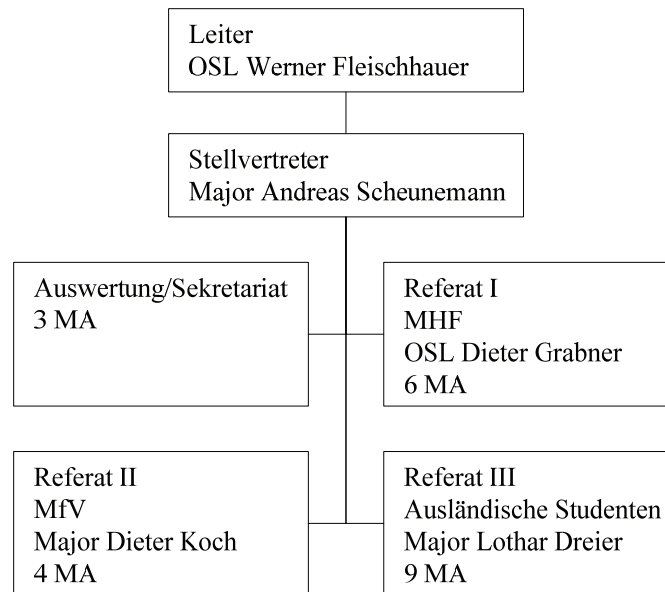 Leiter
OSL Werner Fleischhauer
Stellvertreter
Major Andreas Scheunemann
Auswertung/Sekretariat
3 MA
Referat I
MHF
OSL Dieter Grabner
6 MA
Referat II
MfV
Major Dieter Koch
4 MA
Referat III
Ausländische Studenten
Major Lothar Dreier
9 MA